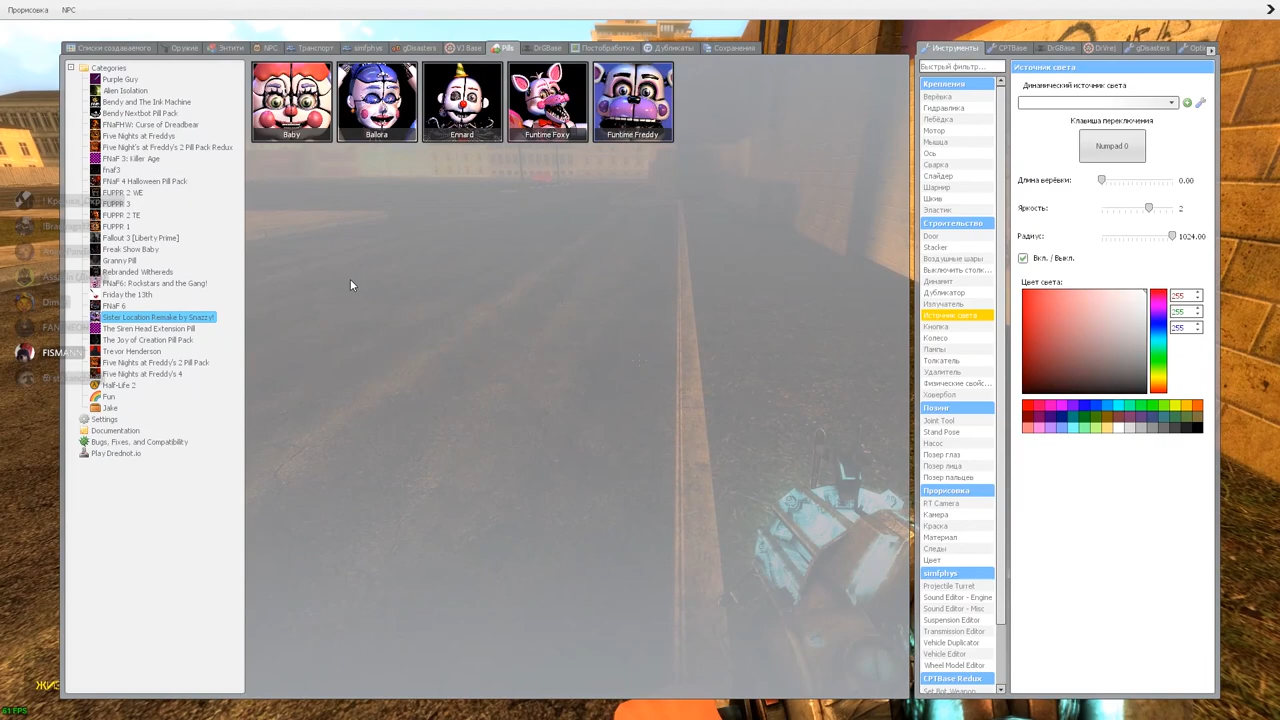 Прорисовка NPC
Списки создаваемого Оружие Энтити NPC Транспорт simfphys gDisasters VJ Base Pills DrGBase Постобработка Дубликаты Сохранения
Categories
Purple Guy
Alien Isolation
Bendy and The Ink Machine
Bendy Nextbot Pill Pack
FNaFHW: Curse of Dreadbear
Five Nights at Freddys
Five Night's at Freddy's 2 Pill Pack Redux
FNaF 3: Killer Age
fnaf3
FNaF 4 Halloween Pill Pack
FUPPR 2 WE
FUPPR 3
FUPPR 2 TE
FUPPR 1
Fallout 3 [Liberty Prime]
Freak Show Baby
Granny Pill
Rebranded Withereds
FNaF6: Rockstars and the Gang!
Friday the 13th
FNaF 6
Sister Location Remake by Snazzy!
The Siren Head Extension Pill
The Joy of Creation Pill Pack
Trevor Henderson
Five Nights at Freddy's 2 Pill Pack
Five Nights at Freddy's 4
Half-Life 2
Fun
Jake
Settings
Documentation
Bugs, Fixes, and Compatibility
Play Drednot.io
FISMANN
61 FPS
Baby Ballora Ennard Funtime Foxy Funtime Freddy
Инструменты CPTBase DrGBase DrVrej gDisasters Opti
Быстрый фильтр...
Крепления
Верёвка
Гидравлика
Лебёдка
Мотор
Мышца
Ось
Сварка
Слайдер
Шарнир
Шкив
Эластик
Строительство
Door
Stacker
Воздушные шары
Выключить столк...
Динамит
Дубликатор
Излучатель
Источник света
Кнопка
Колесо
Лампы
Толкатель
Удалитель
Физические свойс...
Ховербол
Позинг
Joint Tool
Stand Pose
Насос
Позер глаз
Позер лица
Позер пальцев
Прорисовка
RT Camera
Камера
Краска
Материал
Следы
Цвет
simfphys
Projectile Turret
Sound Editor - Engine
Sound Editor - Misc
Suspension Editor
Transmission Editor
Vehicle Duplicator
Vehicle Editor
Wheel Model Editor
CPTBase Redux
Set Bot Weapon
Источник света
Динамический источник света
Клавиша переключения
Numpad 0
Длина верёвки: 0.00
Яркость: 2
Радиус: 1024.00
Вкл. / Выкл.
Цвет света:
255
255
255